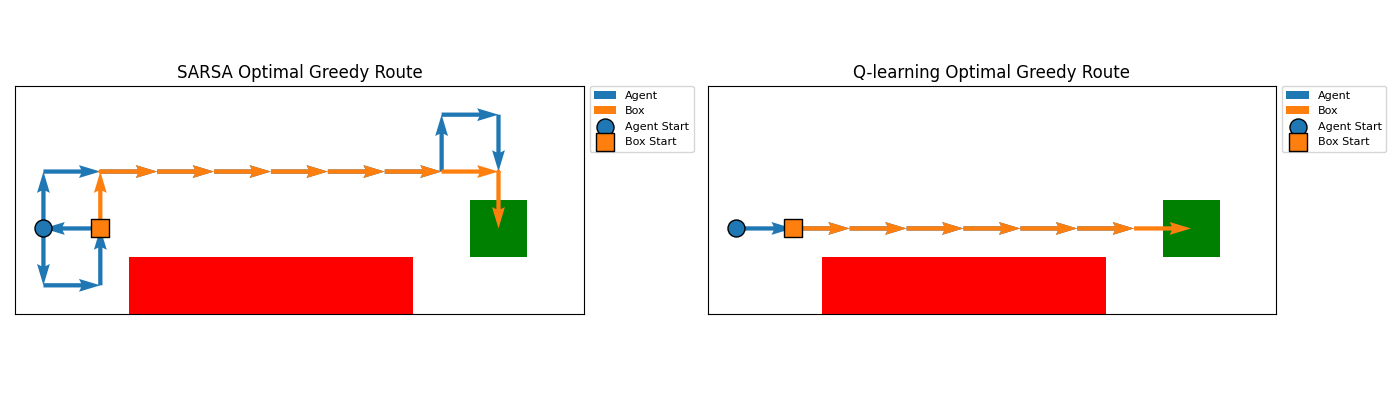 SARSA Optimal Greedy Route
Agent
Box
Agent Start
Box Start
Q-learning Optimal Greedy Route
Agent
Box
Agent Start
Box Start